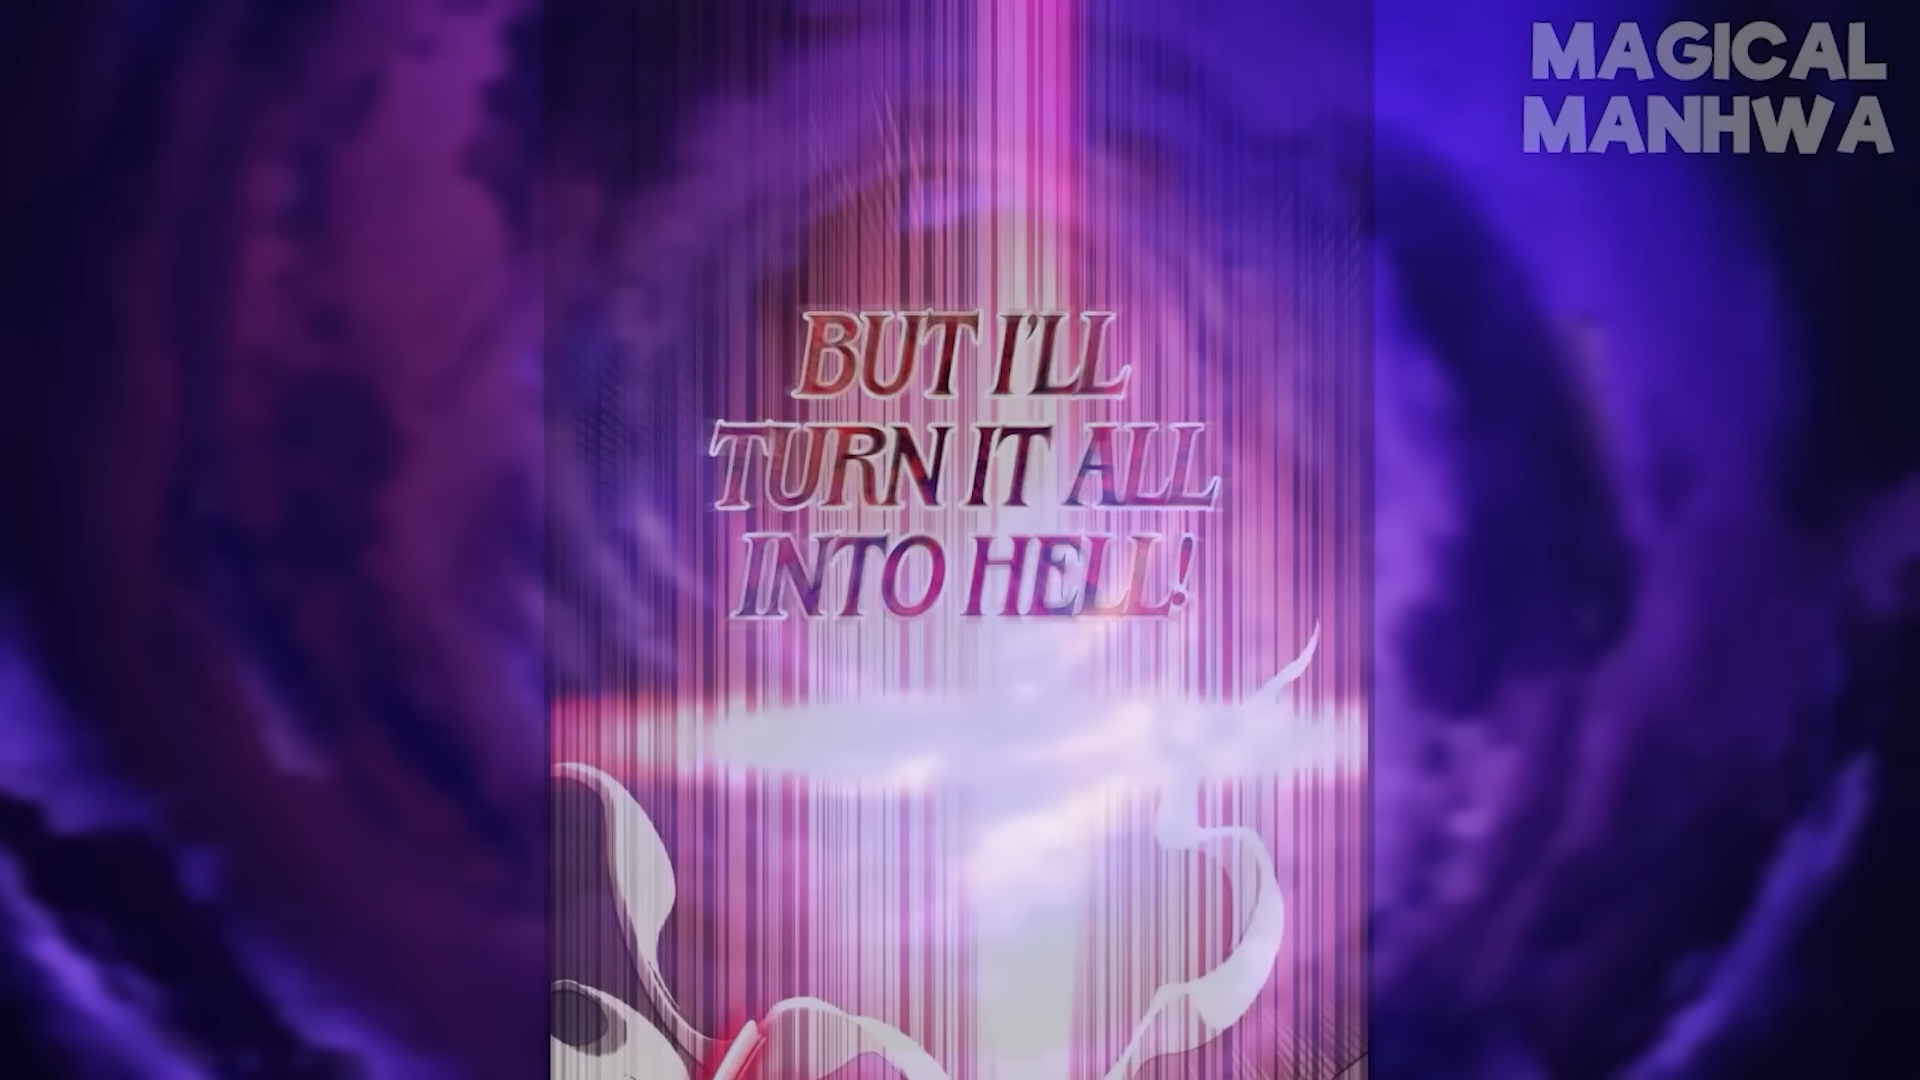 MAGICAL
MANHWA
BUT I'LL
TURN IT ALL
INTO HELL!